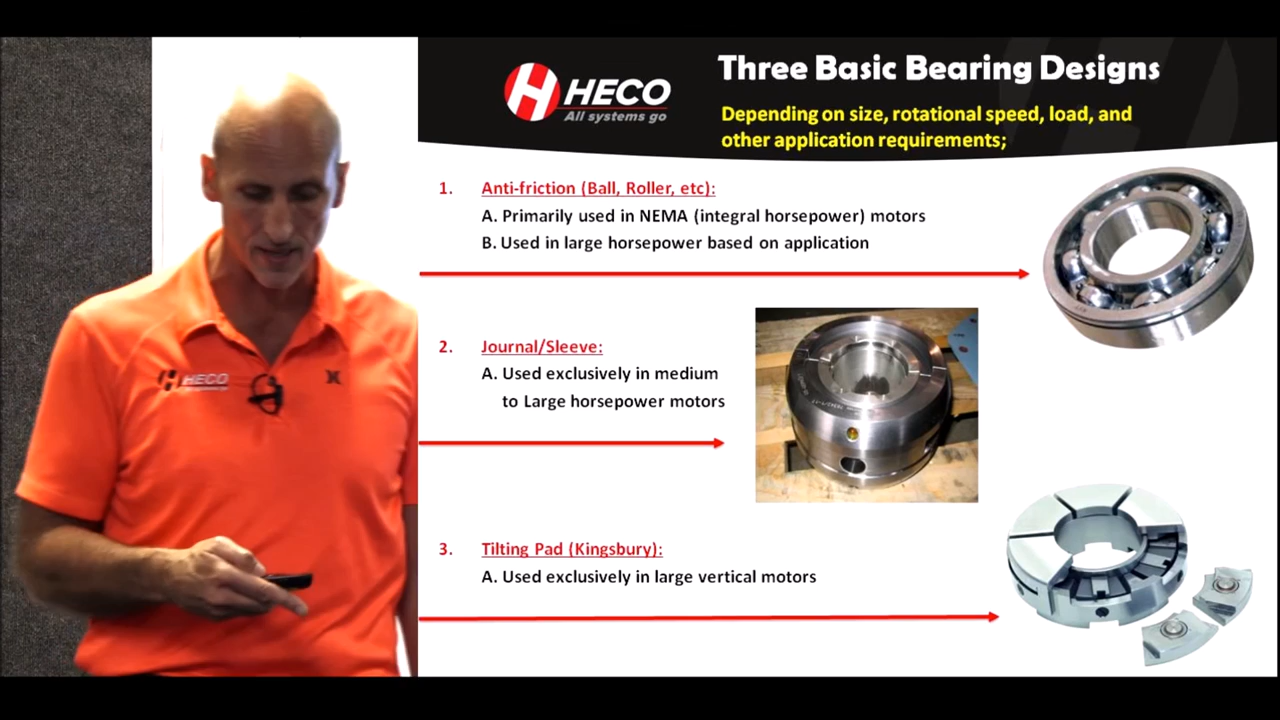 HECO
All systems go
Three Basic Bearing Designs
Depending on size, rotational speed, load, and
other application requirements;
1. Anti-friction (Ball, Roller, etc):
A. Primarily used in NEMA (integral horsepower) motors
B. Used in large horsepower based on application
2. Journal/Sleeve:
A. Used exclusively in medium
to Large horsepower motors
3. Tilting Pad (Kingsbury):
A. Used exclusively in large vertical motors
HECO